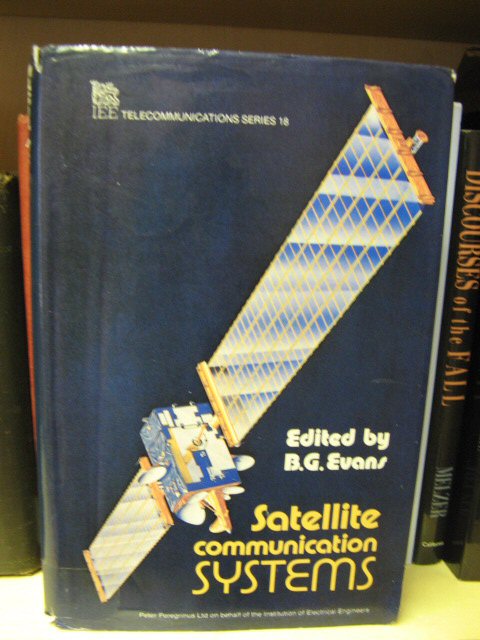 IEE TELECOMMUNICATIONS SERIES 18
Edited by
B.G. Evans
Satellite
communication
SYSTEMS
Peter Peregrinus Ltd on behalf of the Institution of Electrical Engineers
DISCOURSES of the FALL
MELZER